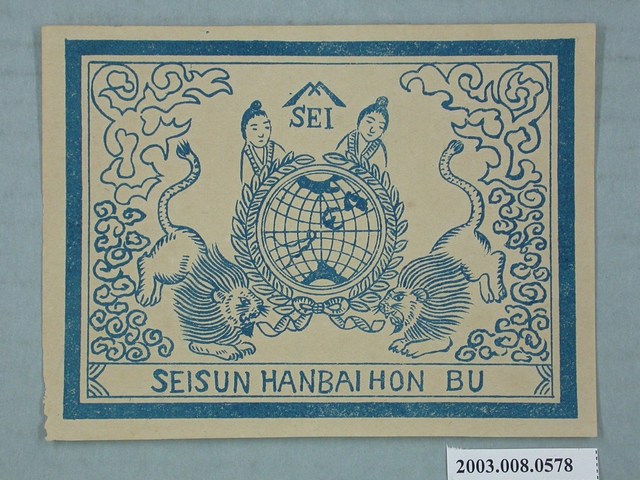 SEI
SEISUN HANBAI HON BU
2003.008.0578